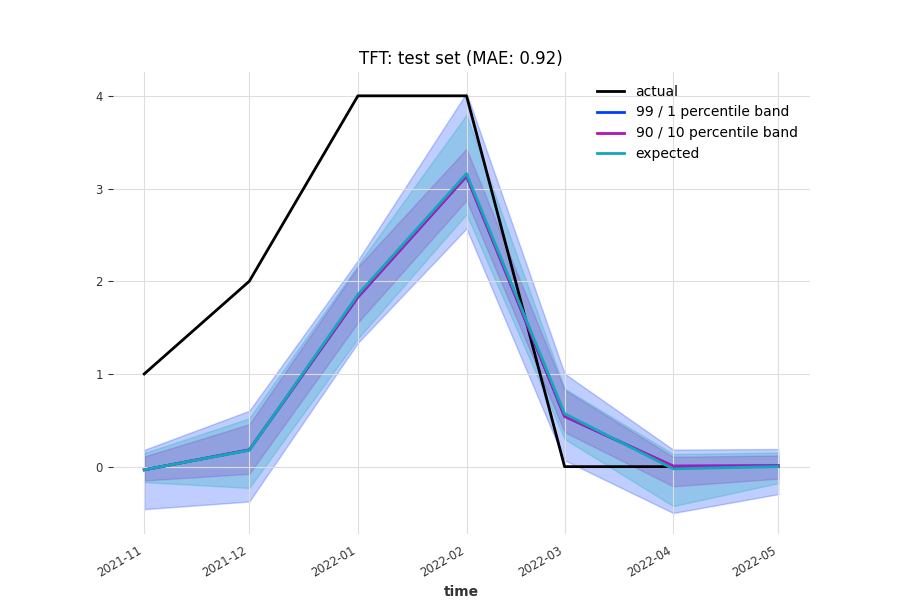 TFT: test set (MAE: 0.92)
actual
99 / 1 percentile band
90 / 10 percentile band
expected
4
3
2
1
0
2021-11
2021-12
2022-01
2022-02
2022-03
2022-04
2022-05
time